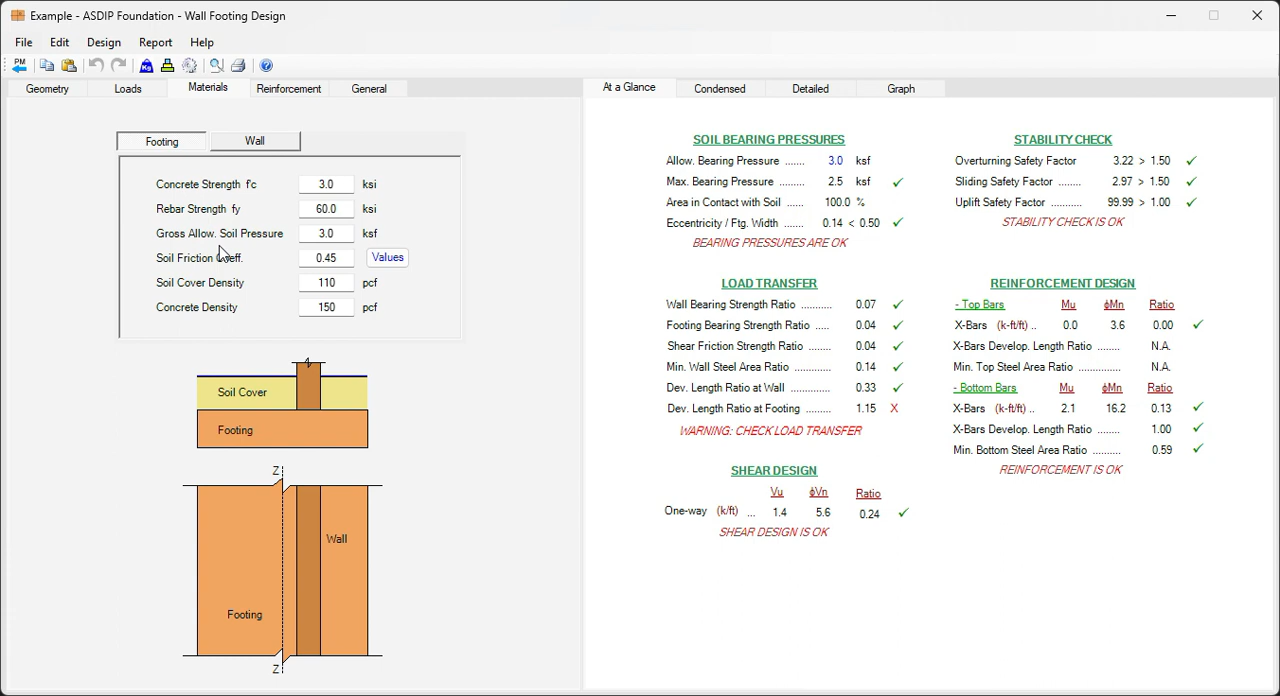 Example - ASDIP Foundation - Wall Footing Design
File Edit Design Report Help
PM
Kg
Geometry Loads Materials Reinforcement General
Footing Wall
Concrete Strength f'c 3.0 ksi
Rebar Strength fy 60.0 ksi
Gross Allow. Soil Pressure 3.0 ksf
Soil Friction Coeff. 0.45 Values
Soil Cover Density 110 pcf
Concrete Density 150 pcf
Soil Cover
Footing
Z
Wall
Footing
Z
At a Glance Condensed Detailed Graph
SOIL BEARING PRESSURES
Allow. Bearing Pressure ...... 3.0 ksf
Max. Bearing Pressure ........ 2.5 ksf ✓
Area in Contact with Soil ..... 100.0 %
Eccentricity / Ftg. Width ...... 0.14 < 0.50 ✓
BEARING PRESSURES ARE OK
STABILITY CHECK
Overturning Safety Factor 3.22 > 1.50 ✓
Sliding Safety Factor ....... 2.97 > 1.50 ✓
Uplift Safety Factor .......... 99.99 > 1.00 ✓
STABILITY CHECK IS OK
LOAD TRANSFER
Wall Bearing Strength Ratio ........... 0.07 ✓
Footing Bearing Strength Ratio ..... 0.04 ✓
Shear Friction Strength Ratio ........ 0.04 ✓
Min. Wall Steel Area Ratio ............ 0.14 ✓
Dev. Length Ratio at Wall .............. 0.33 ✓
Dev. Length Ratio at Footing ......... 1.15 X
WARNING: CHECK LOAD TRANSFER
REINFORCEMENT DESIGN
- Top Bars Mu ϕMn Ratio
X-Bars (k-ft/ft) .. 0.0 3.6 0.00 ✓
X-Bars Develop. Length Ratio ....... N.A.
Min. Top Steel Area Ratio .............. N.A.
- Bottom Bars Mu ϕMn Ratio
X-Bars (k-ft/ft) .. 2.1 16.2 0.13 ✓
X-Bars Develop. Length Ratio ....... 1.00 ✓
Min. Bottom Steel Area Ratio ......... 0.59 ✓
REINFORCEMENT IS OK
SHEAR DESIGN
Vu ϕVn Ratio
One-way (k/ft) ... 1.4 5.6 0.24 ✓
SHEAR DESIGN IS OK